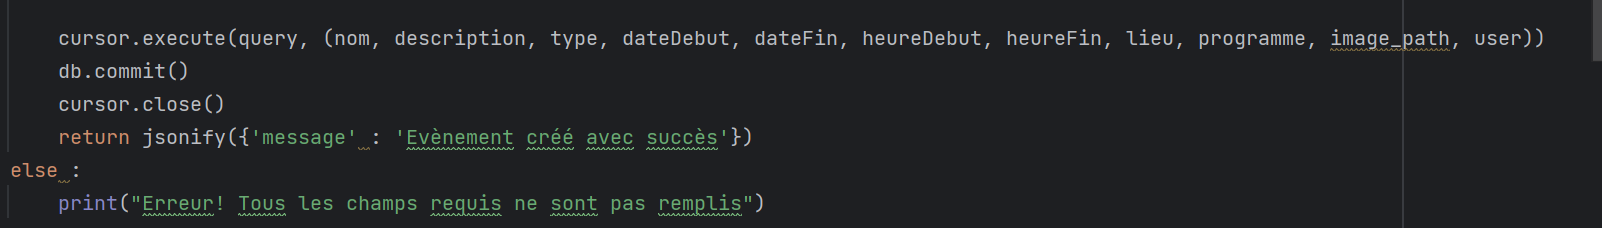 cursor.execute(query, (nom, description, type, dateDebut, dateFin, heureDebut, heureFin, lieu, programme, image_path, user))
db.commit()
cursor.close()
return jsonify({'message' : 'Evènement créé avec succès'})
else :
print("Erreur! Tous les champs requis ne sont pas remplis")